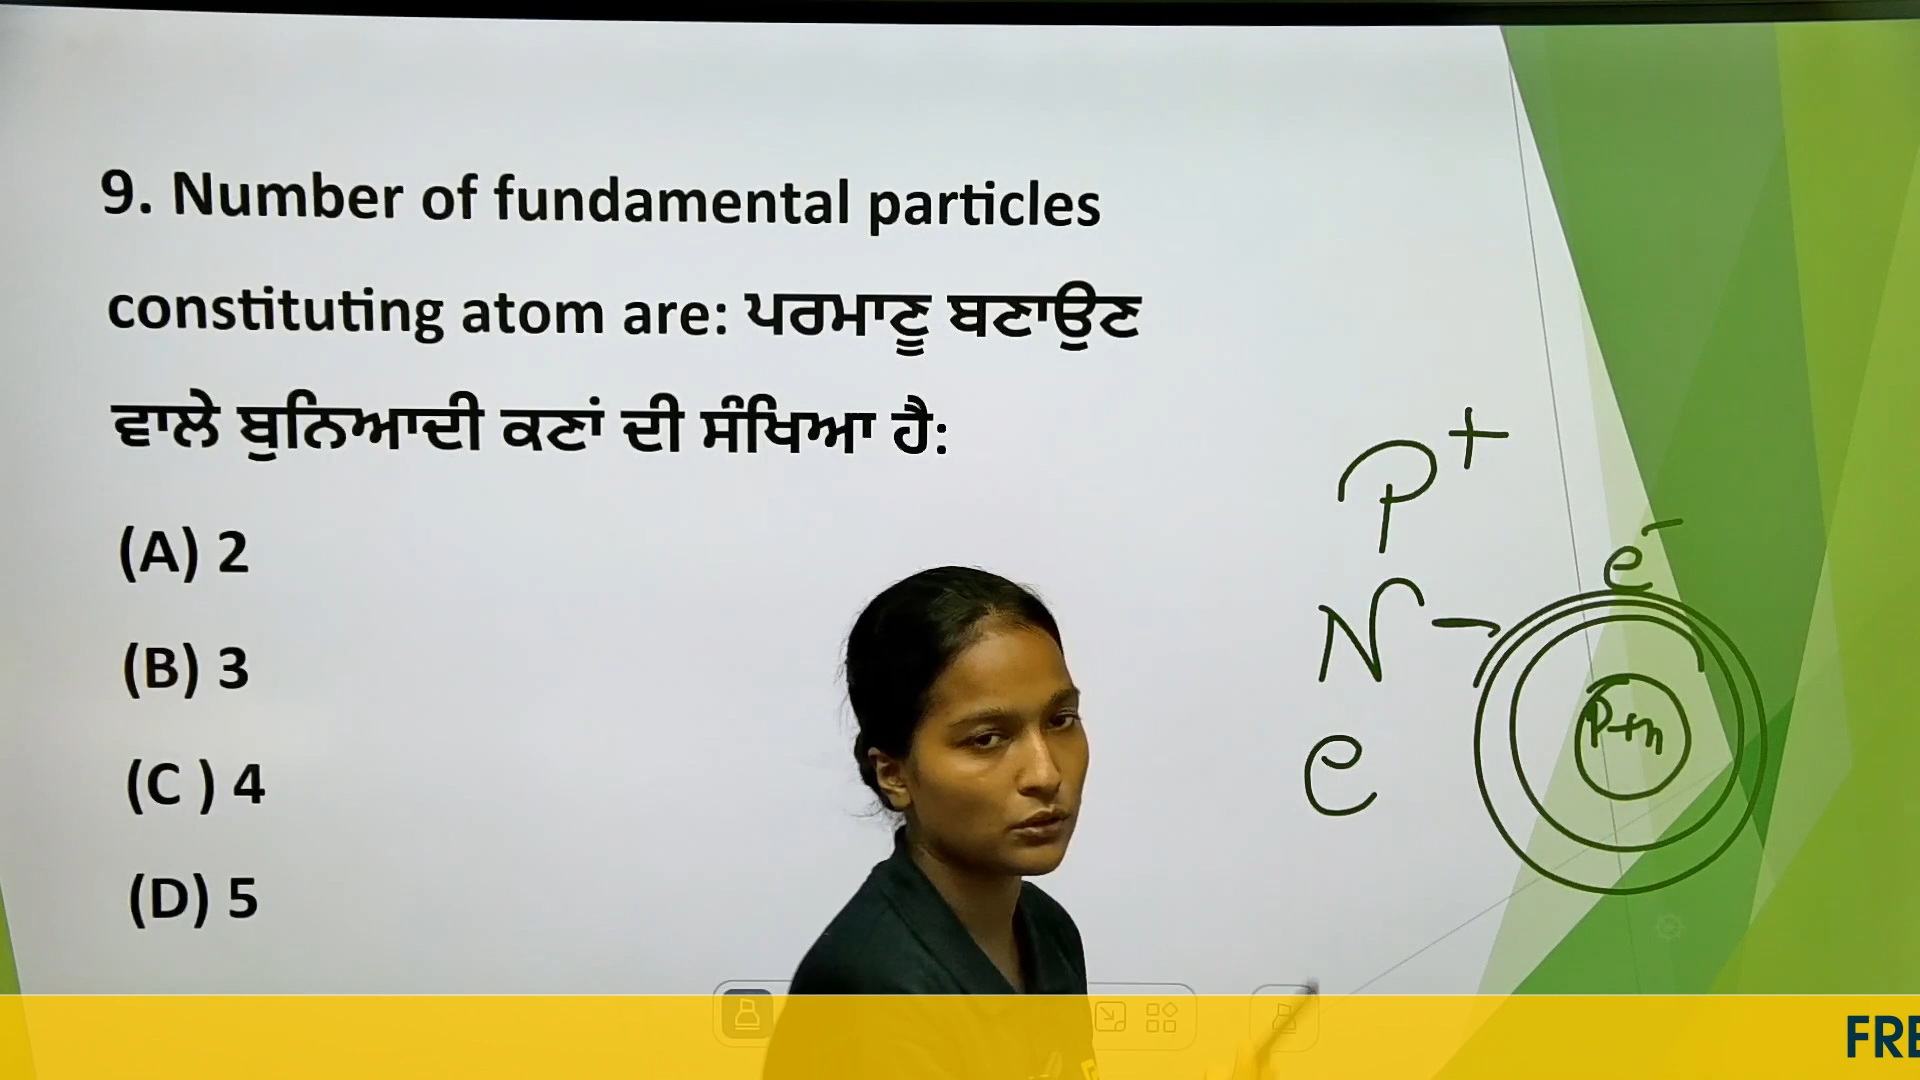 9. Number of fundamental particles
constituting atom are: ਪਰਮਾਣੂ ਬਣਾਉਣ
ਵਾਲੇ ਬੁਨਿਆਦੀ ਕਣਾਂ ਦੀ ਸੰਖਿਆ ਹੈ:
(A) 2
(B) 3
(C ) 4
(D) 5
P+
N
e
e-
P+n
FRE